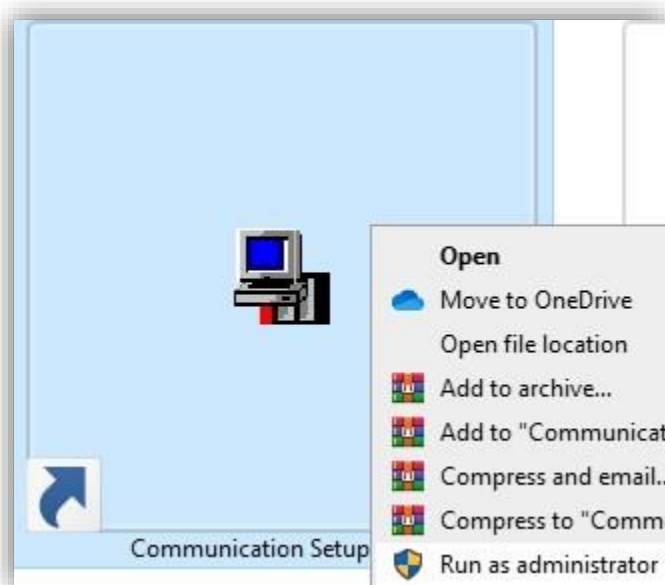 Open
Move to OneDrive
Open file location
Add to archive...
Add to "Communicat
Compress and email..
Compress to "Comm
Run as administrator
Communication Setup